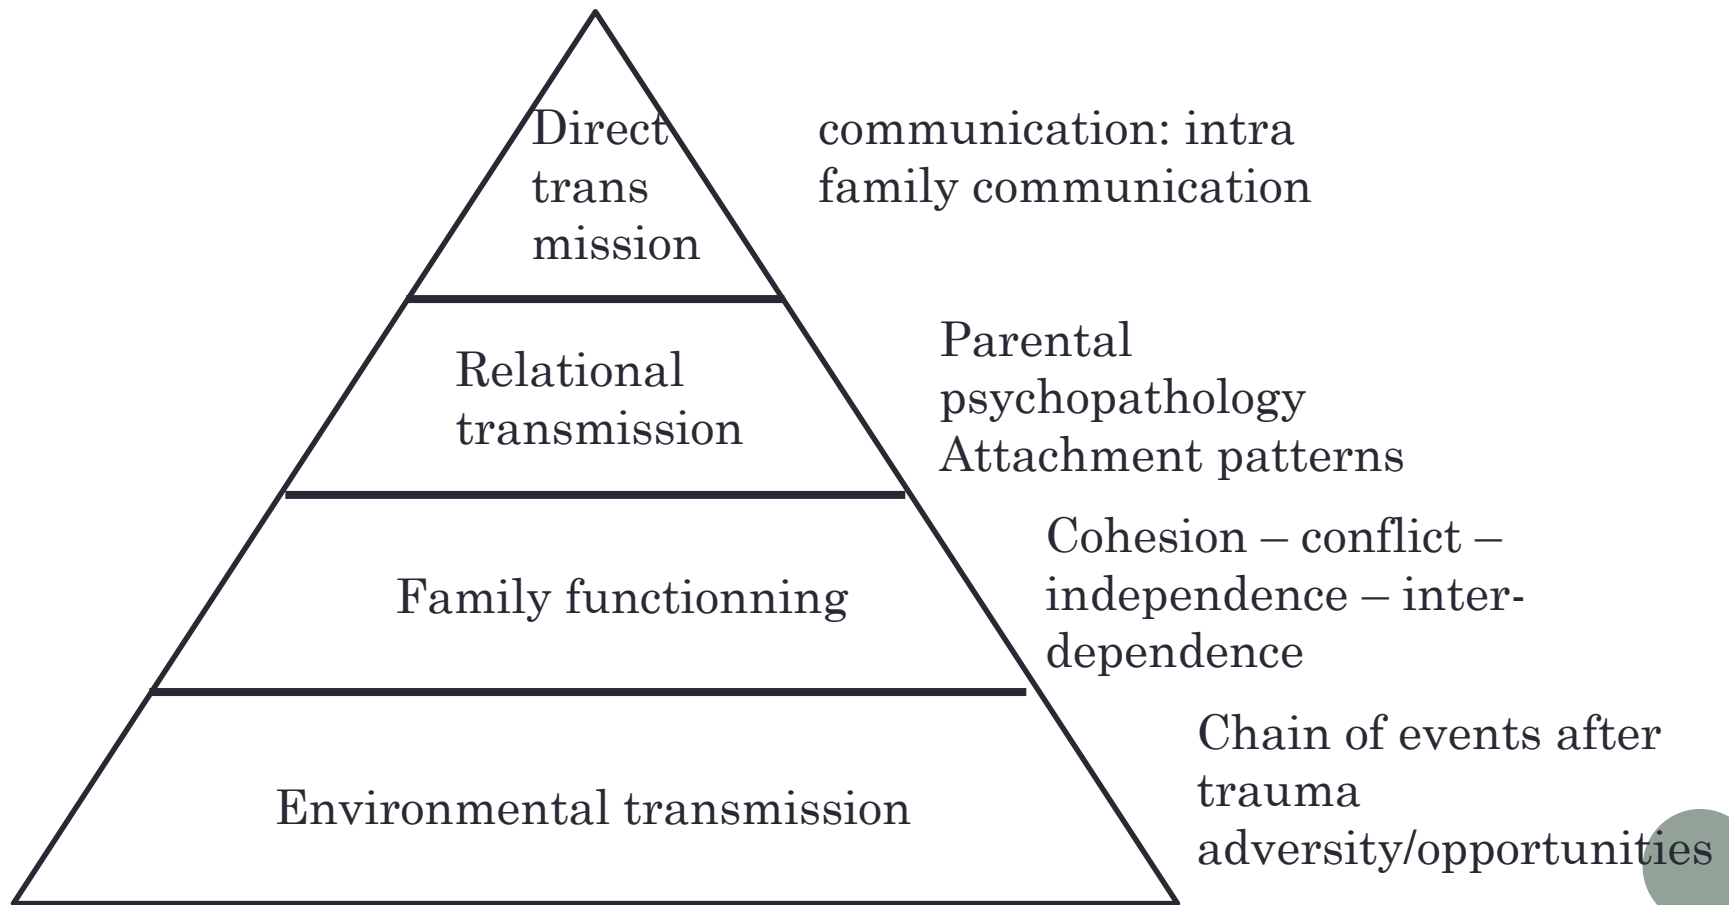 Direct
trans
mission
communication: intra
family communication
Relational
transmission
Parental
psychopathology
Attachment patterns
Family functionning
Cohesion – conflict –
independence – inter-
dependence
Environmental transmission
Chain of events after
trauma
adversity/opportunities